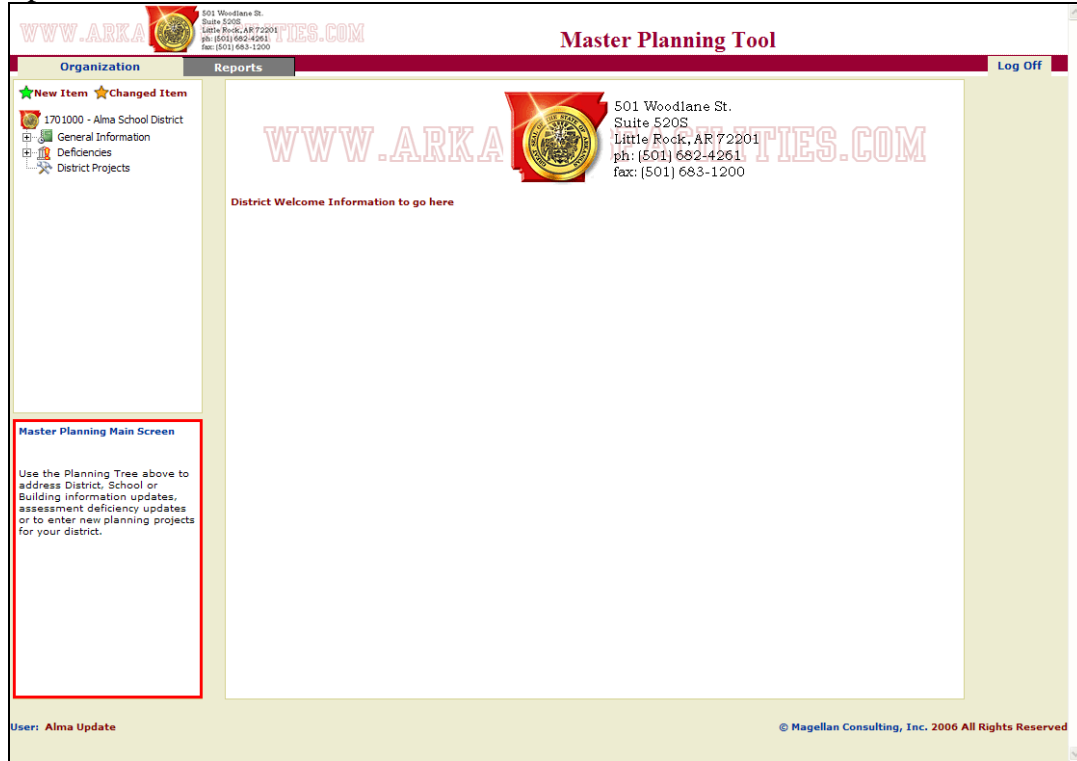 WWW.ARKA TIES.COM
501 Woodlane St.
Suite 520S
Little Rock, AR 72201
ph: (501) 682-4261
fax: (501) 663-1200
Master Planning Tool
Organization
Reports
Log Off
New Item Changed Item
1701000 - Alma School District
General Information
Deficiencies
District Projects
WWW.ARKA TIES.COM
501 Woodlane St.
Suite 520S
Little Rock, AR 72201
ph: (501) 682-4261
fax: (501) 683-1200
District Welcome Information to go here
Master Planning Main Screen
Use the Planning Tree above to
address District, School or
Building information updates,
assessment deficiency updates
or to enter new planning projects
for your district.
User: Alma Update
© Magellan Consulting, Inc. 2006 All Rights Reserved